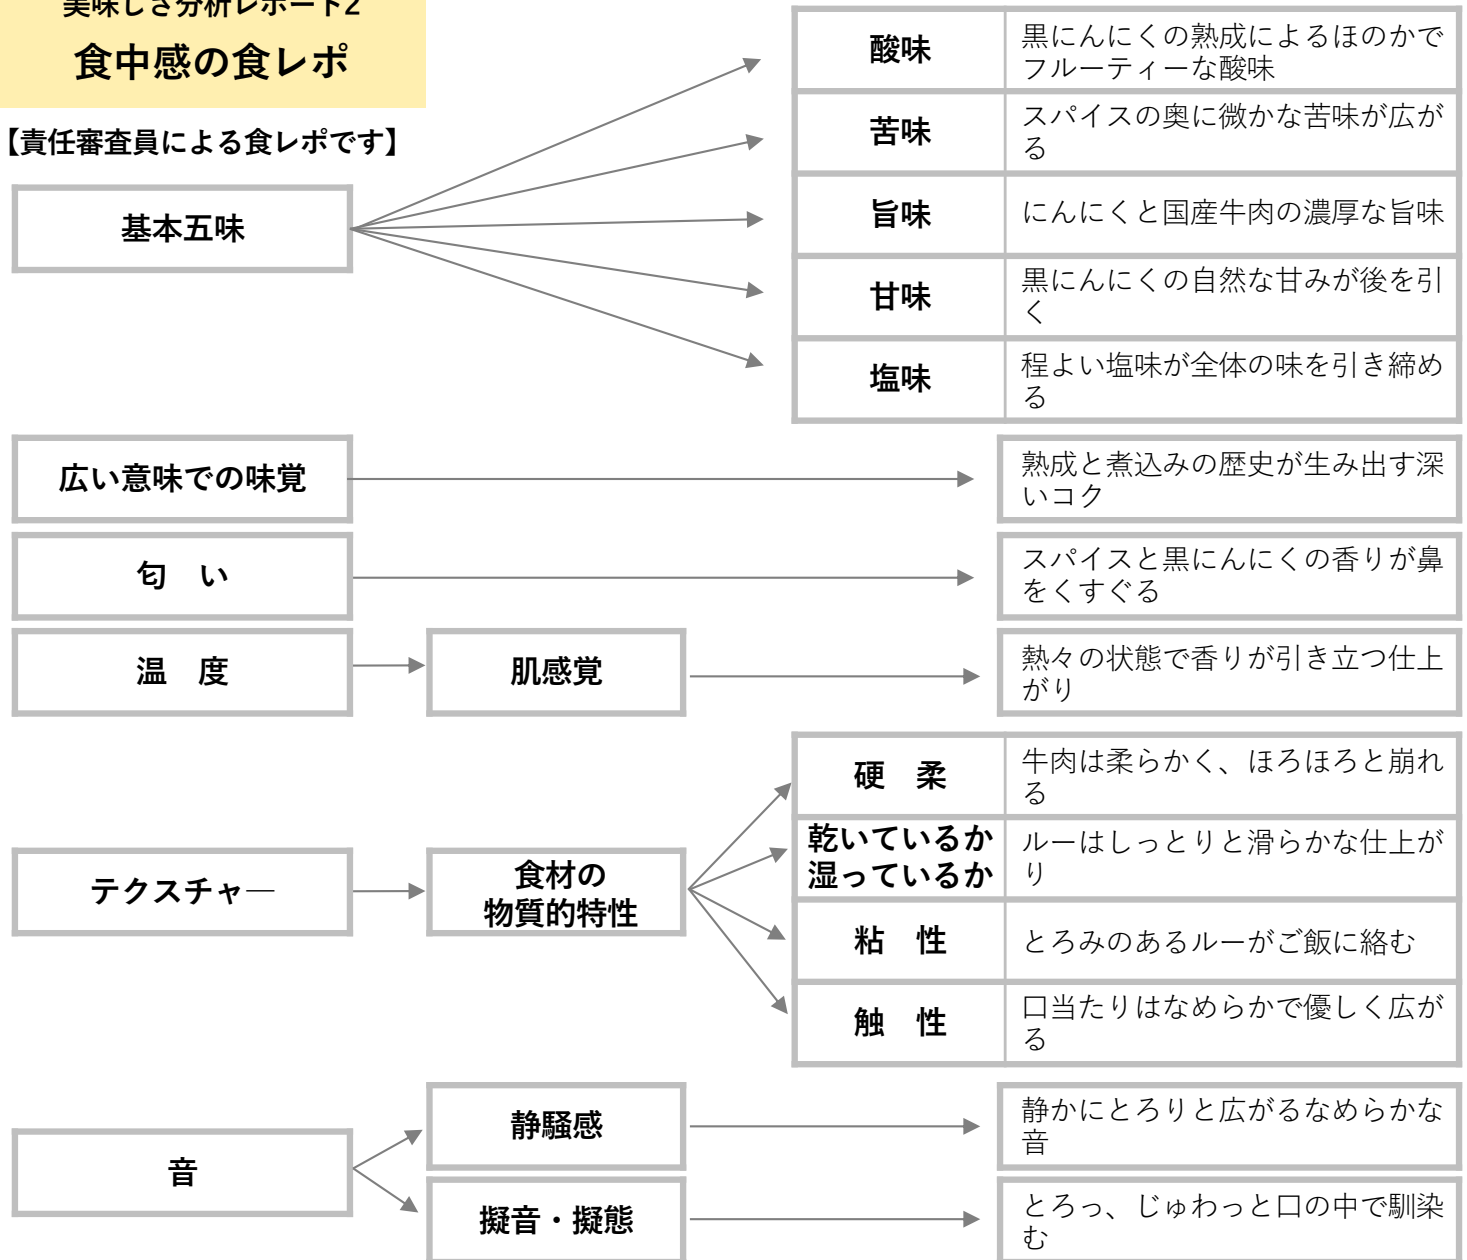 美味しさ分析レポート2
食中感の食レポ
【責任審査員による食レポです】
基本五味
酸味
黒にんにくの熟成によるほのかで
フルーティーな酸味
苦味
スパイスの奥に微かな苦味が広が
る
旨味
にんにくと国産牛肉の濃厚な旨味
甘味
黒にんにくの自然な甘みが後を引
く
塩味
程よい塩味が全体の味を引き締め
る
広い意味での味覚
熟成と煮込みの歴史が生み出す深
いコク
匂　い
スパイスと黒にんにくの香りが鼻
をくすぐる
温　度
肌感覚
熱々の状態で香りが引き立つ仕上
がり
テクスチャ―
食材の
物質的特性
硬　柔
牛肉は柔らかく、ほろほろと崩れ
る
乾いているか
湿っているか
ルーはしっとりと滑らかな仕上が
り
粘　性
とろみのあるルーがご飯に絡む
触　性
口当たりはなめらかで優しく広が
る
音
静騒感
静かにとろりと広がるなめらかな
音
擬音・擬態
とろっ、じゅわっと口の中で馴染
む